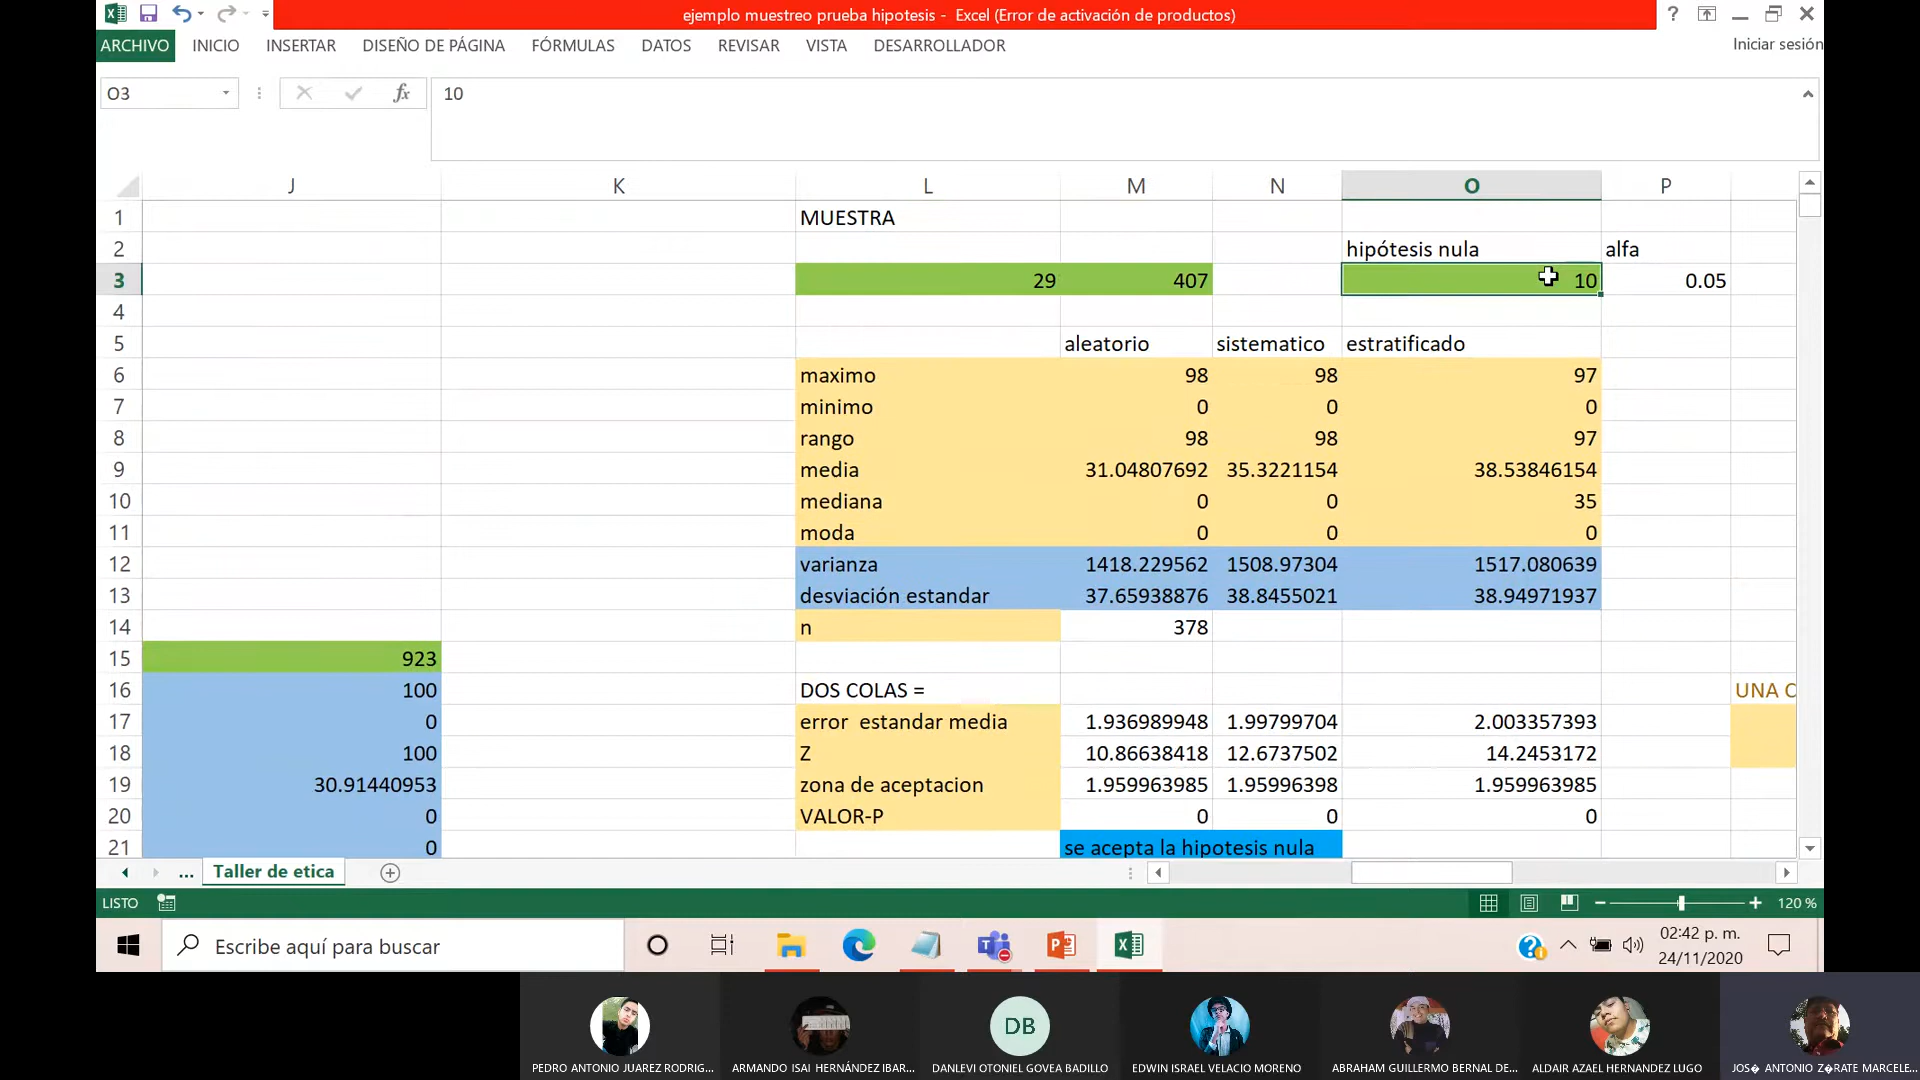 ejemplo muestreo prueba hipotesis - Excel (Error de activación de productos)
ARCHIVO INICIO INSERTAR DISEÑO DE PÁGINA FÓRMULAS DATOS REVISAR VISTA DESARROLLADOR Iniciar sesión
O3 fx 10
J K L M N O P
1 MUESTRA
2 hipótesis nula alfa
3 29 407 10 0.05
4
5 aleatorio sistematico estratificado
6 maximo 98 98 97
7 minimo 0 0 0
8 rango 98 98 97
9 media 31.04807692 35.3221154 38.53846154
10 mediana 0 0 35
11 moda 0 0 0
12 varianza 1418.229562 1508.97304 1517.080639
13 desviación estandar 37.65938876 38.8455021 38.94971937
14 n 378
15 923
16 100 DOS COLAS = UNA C
17 0 error estandar media 1.936989948 1.99799704 2.003357393
18 100 Z 10.86638418 12.6737502 14.2453172
19 30.91440953 zona de aceptacion 1.959963985 1.95996398 1.959963985
20 0 VALOR-P 0 0 0
21 0 se acepta la hipotesis nula
... Taller de etica
LISTO 120 %
Escribe aquí para buscar 02:42 p. m.
24/11/2020
DB
PEDRO ANTONIO JUAREZ RODRIG... ARMANDO ISAI HERNÁNDEZ IBAR... DANLEVI OTONIEL GOVEA BADILLO EDWIN ISRAEL VELACIO MORENO ABRAHAM GUILLERMO BERNAL DE... ALDAIR AZAEL HERNANDEZ LUGO JOS� ANTONIO Z�RATE MARCELE...